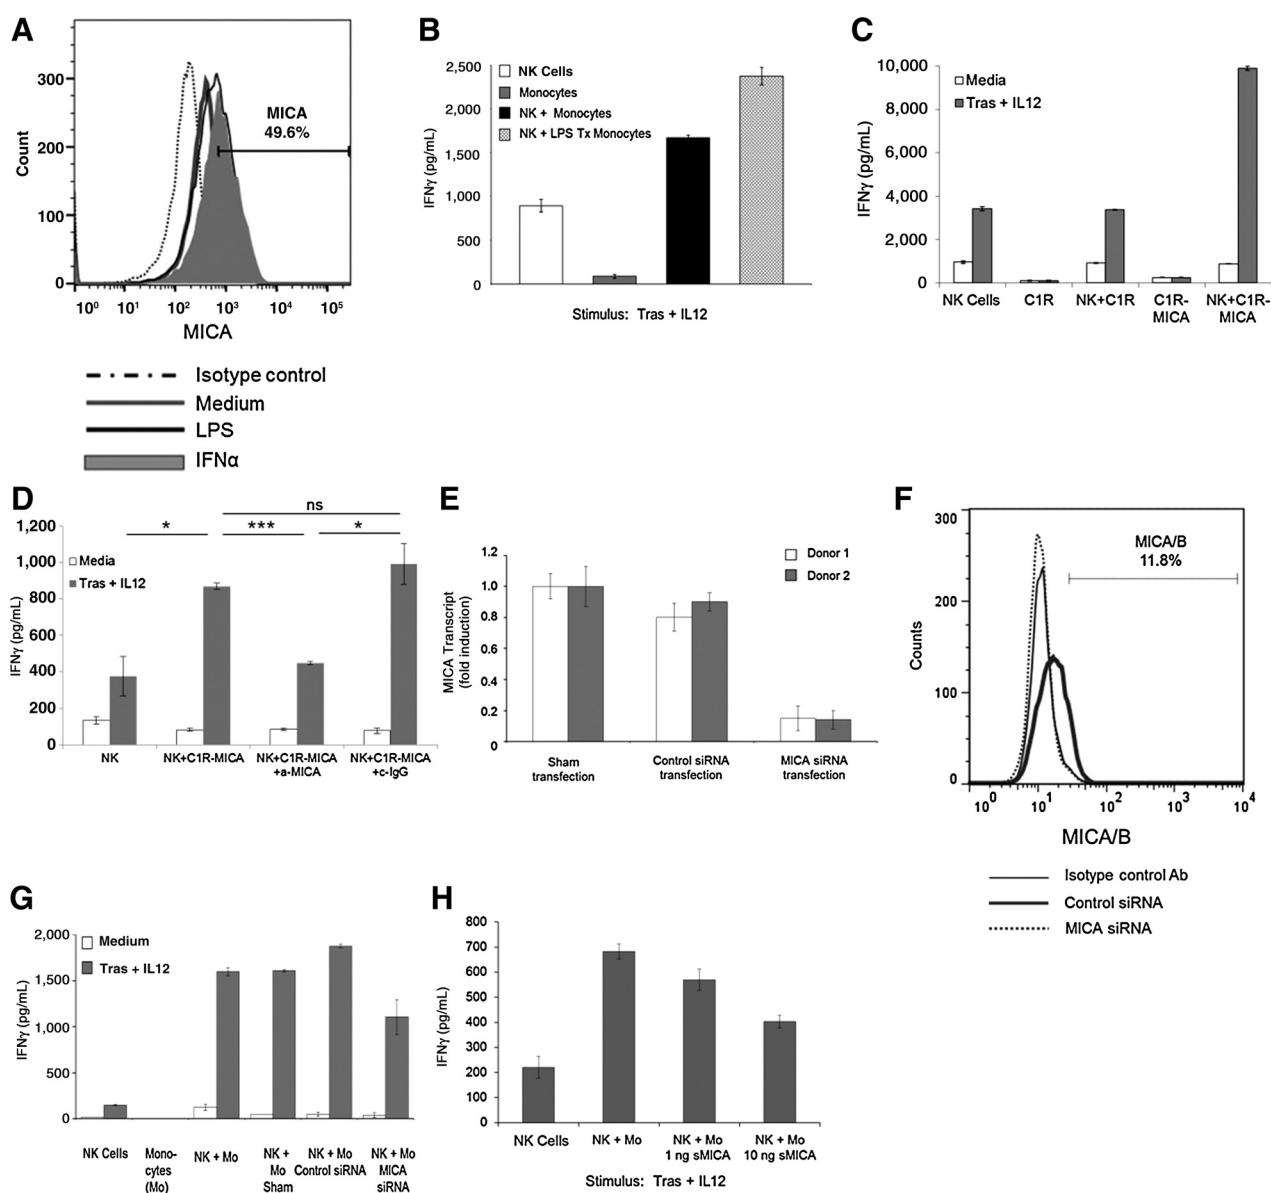 A
Count
300
200
100
0
MICA
49.6%
10⁰ 10¹ 10² 10³ 10⁴ 10⁵
MICA
Isotype control
Medium
LPS
IFNα
B
IFNγ (pg/mL)
2,500
2,000
1,500
1,000
500
0
NK Cells
Monocytes
NK + Monocytes
NK + LPS Tx Monocytes
Stimulus: Tras + IL12
C
IFNγ (pg/mL)
10,000
8,000
6,000
4,000
2,000
0
Media
Tras + IL12
NK Cells C1R NK+C1R C1R- NK+C1R-
MICA MICA
D
IFNγ (pg/mL)
1,200
1,000
800
600
400
200
0
ns
* *** *
Media
Tras + IL12
NK NK+C1R-MICA NK+C1R-MICA NK+C1R-MICA
+a-MICA +c-IgG
E
MICA Transcript
(fold induction)
1.2
1.0
0.8
0.6
0.4
0.2
0
Donor 1
Donor 2
Sham Control siRNA MICA siRNA
transfection transfection transfection
F
Counts
300
200
100
0
MICA/B
11.8%
10⁰ 10¹ 10² 10³ 10⁴
MICA/B
Isotype control Ab
Control siRNA
MICA siRNA
G
IFNγ (pg/mL)
2,000
1,500
1,000
500
0
Medium
Tras + IL12
NK Cells Mono- NK + Mo NK + NK + Mo NK + Mo
cytes Mo Control siRNA MICA
(Mo) Sham siRNA
H
IFNγ (pg/mL)
800
700
600
500
400
300
200
100
0
NK Cells NK + Mo NK + Mo NK + Mo
1 ng sMICA 10 ng sMICA
Stimulus: Tras + IL12